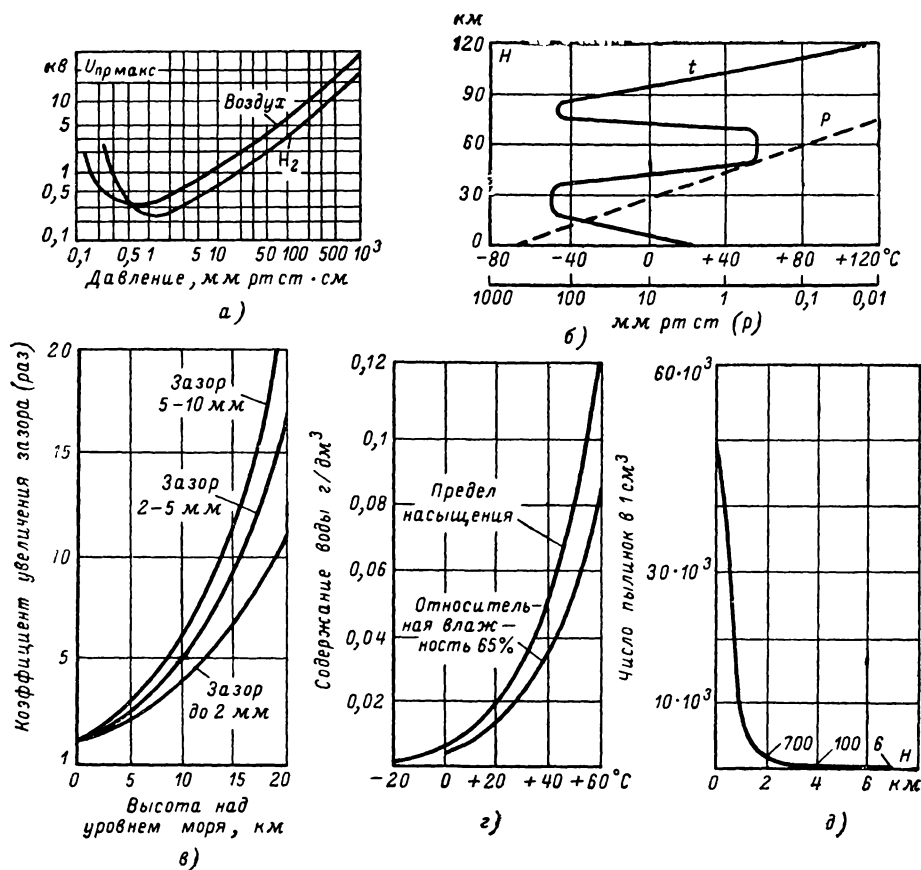 кв
U пр макс
10
5
1
0,5
0,1
Воздух
H2
0,1 0,5 1 5 10 50 100 500 10³
Давление, мм рт ст · см
а)
км
120
90
60
30
0
H
t
P
−80 −40 0 +40 +80 +120°С
1000 100 10 1 0,1 0,01
мм рт ст (р)
б)
Коэффициент увеличения зазора (раз)
20
15
10
5
1
Зазор
5−10 мм
Зазор
2−5 мм
Зазор
до 2 мм
0 5 10 15 20
Высота над
уровнем моря, км
в)
Содержание воды г/дм³
0,12
0,1
0,08
0,06
0,04
0,02
Предел
насыщения
Относитель-
ная влаж-
ность 65%
−20 0 +20 +40 +60°С
г)
Число пылинок в 1 см³
60·10³
30·10³
10·10³
700 100 6 H
0 2 4 6 км
д)